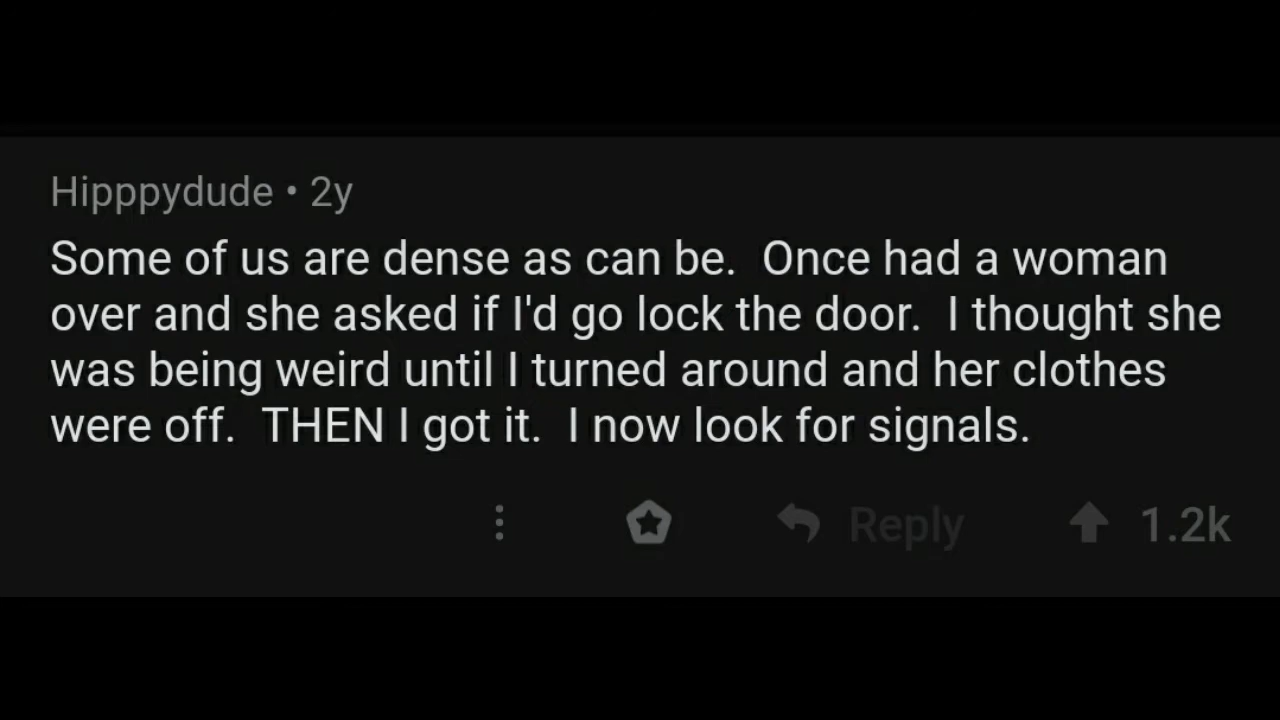 Hipppydude • 2y
Some of us are dense as can be.  Once had a woman
over and she asked if I'd go lock the door.  I thought she
was being weird until I turned around and her clothes
were off.  THEN I got it.  I now look for signals.
Reply 1.2k